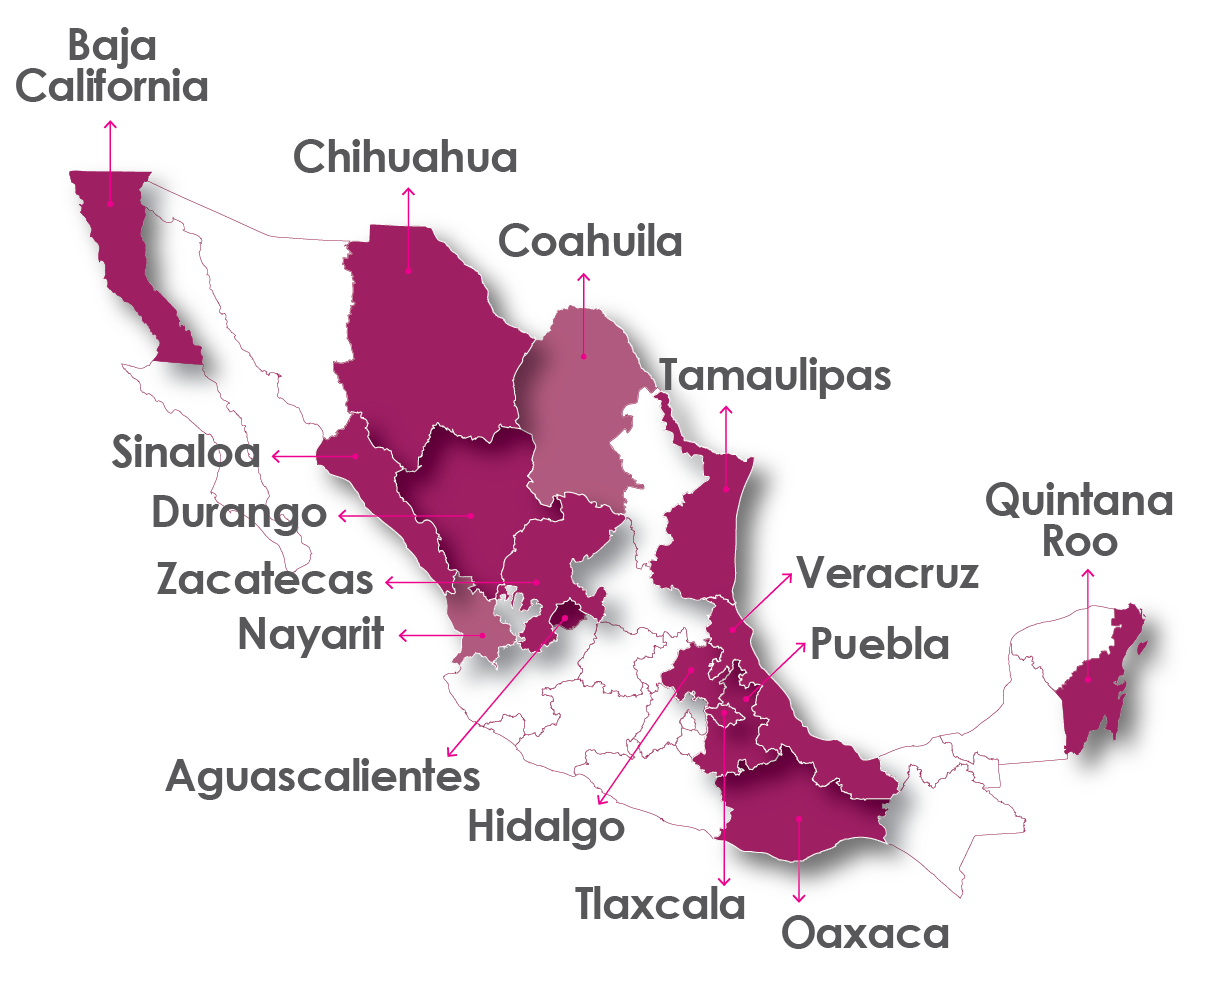 Baja
California
Chihuahua
Coahuila
Tamaulipas
Sinaloa
Durango
Quintana
Roo
Zacatecas
Veracruz
Nayarit
Puebla
Aguascalientes
Hidalgo
Tlaxcala
Oaxaca